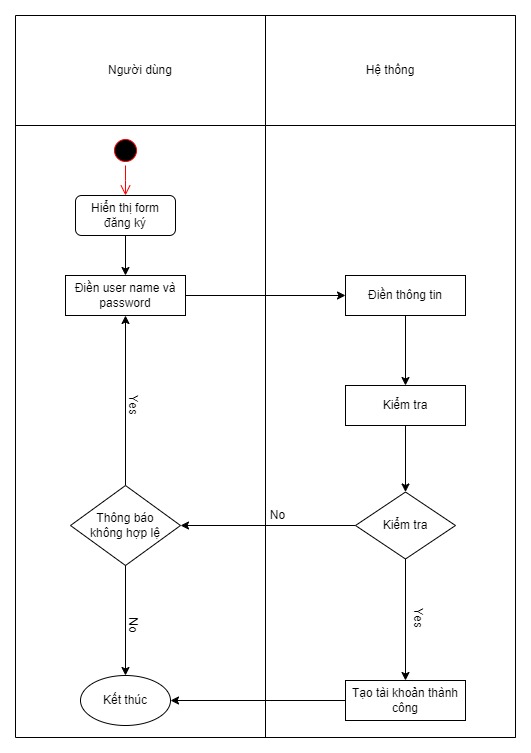 Người dùng
Hệ thống
Hiển thị form
đăng ký
Điền user name và
password
Điền thông tin
Kiểm tra
Yes
Thông báo
không hợp lệ
No
Kiểm tra
No
Yes
Kết thúc
Tạo tài khoản thành
công